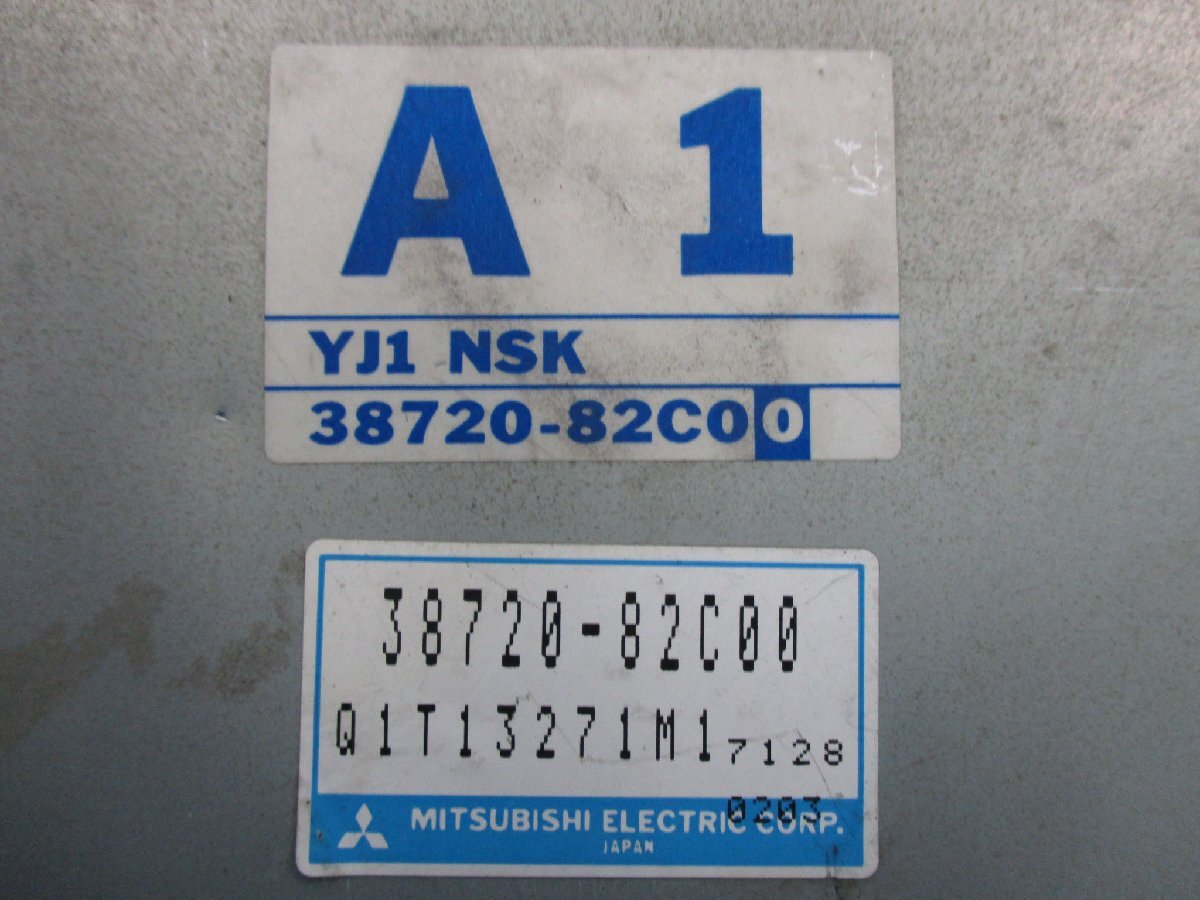 A 1
YJ1 NSK
38720-82C00
38720-82C00
Q1T13271M1 7128
0203
MITSUBISHI ELECTRIC CORP.
JAPAN